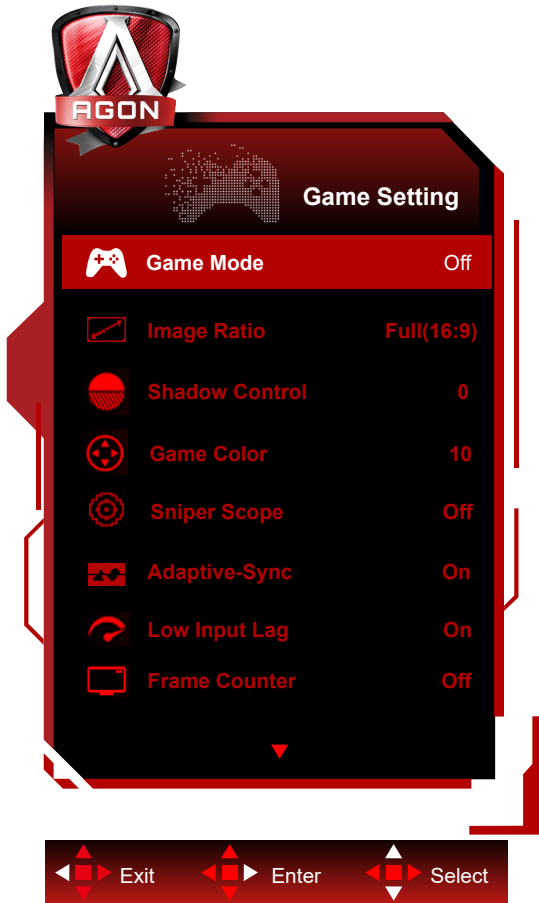 AGON
Game Setting
Game Mode Off
Image Ratio Full(16:9)
Shadow Control 0
Game Color 10
Sniper Scope Off
Adaptive-Sync On
Low Input Lag On
Frame Counter Off
Exit Enter Select